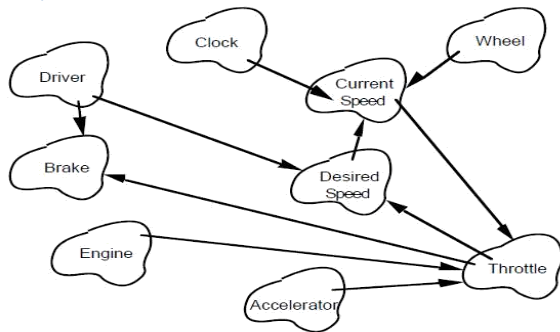 Clock
Wheel
Driver
Current
Speed
Brake
Desired
Speed
Engine
Throttle
Accelerator